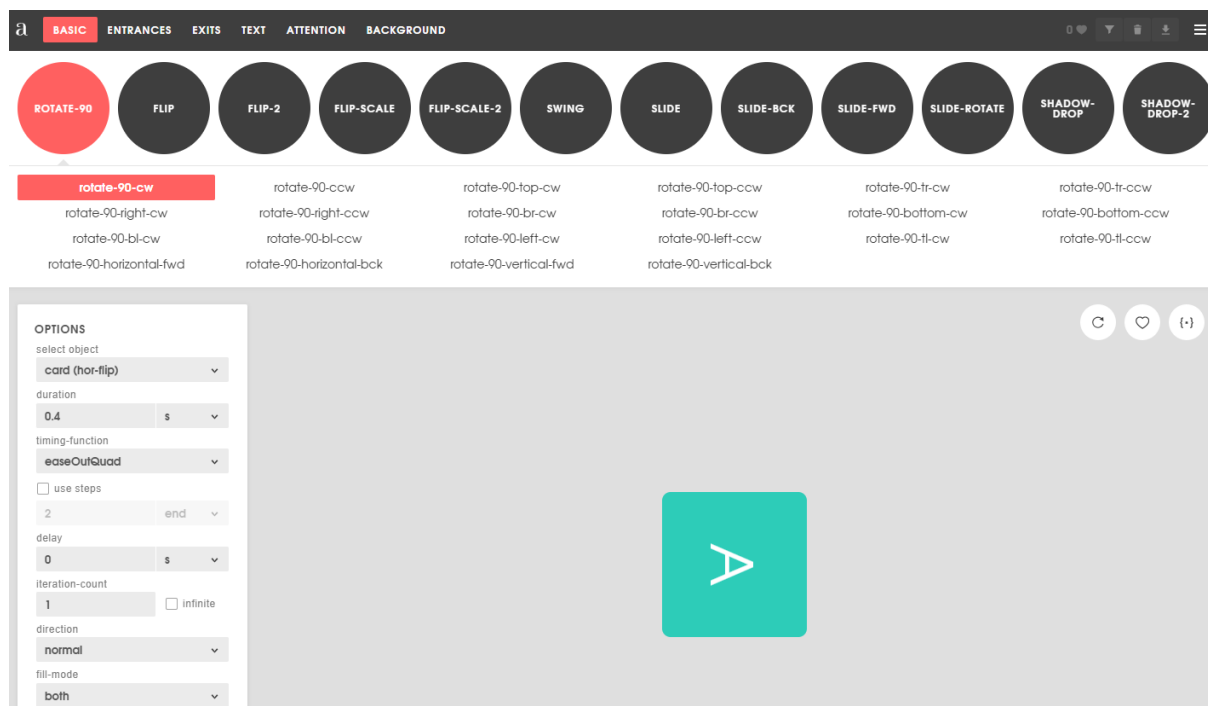 a BASIC ENTRANCES EXITS TEXT ATTENTION BACKGROUND 0
ROTATE-90 FLIP FLIP-2 FLIP-SCALE FLIP-SCALE-2 SWING SLIDE SLIDE-BCK SLIDE-FWD SLIDE-ROTATE SHADOW-DROP SHADOW-DROP-2
rotate-90-cw rotate-90-ccw rotate-90-top-cw rotate-90-top-ccw rotate-90-tr-cw rotate-90-tr-ccw
rotate-90-right-cw rotate-90-right-ccw rotate-90-br-cw rotate-90-br-ccw rotate-90-bottom-cw rotate-90-bottom-ccw
rotate-90-bl-cw rotate-90-bl-ccw rotate-90-left-cw rotate-90-left-ccw rotate-90-tl-cw rotate-90-tl-ccw
rotate-90-horizontal-fwd rotate-90-horizontal-bck rotate-90-vertical-fwd rotate-90-vertical-bck
OPTIONS
select object
card (hor-flip)
duration
0.4 s
timing-function
easeOutQuad
use steps
2 end
delay
0 s
iteration-count
1 infinite
direction
normal
fill-mode
both
{·}
A